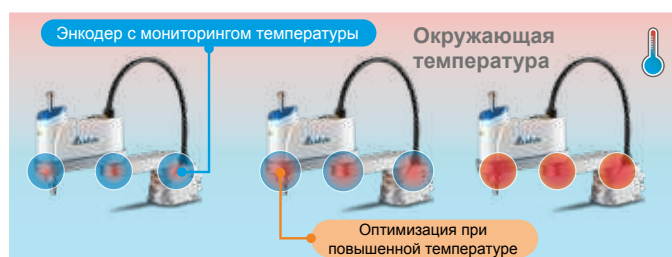 Энкодер с мониторингом температуры
Окружающая
температура
Оптимизация при
повышенной температуре